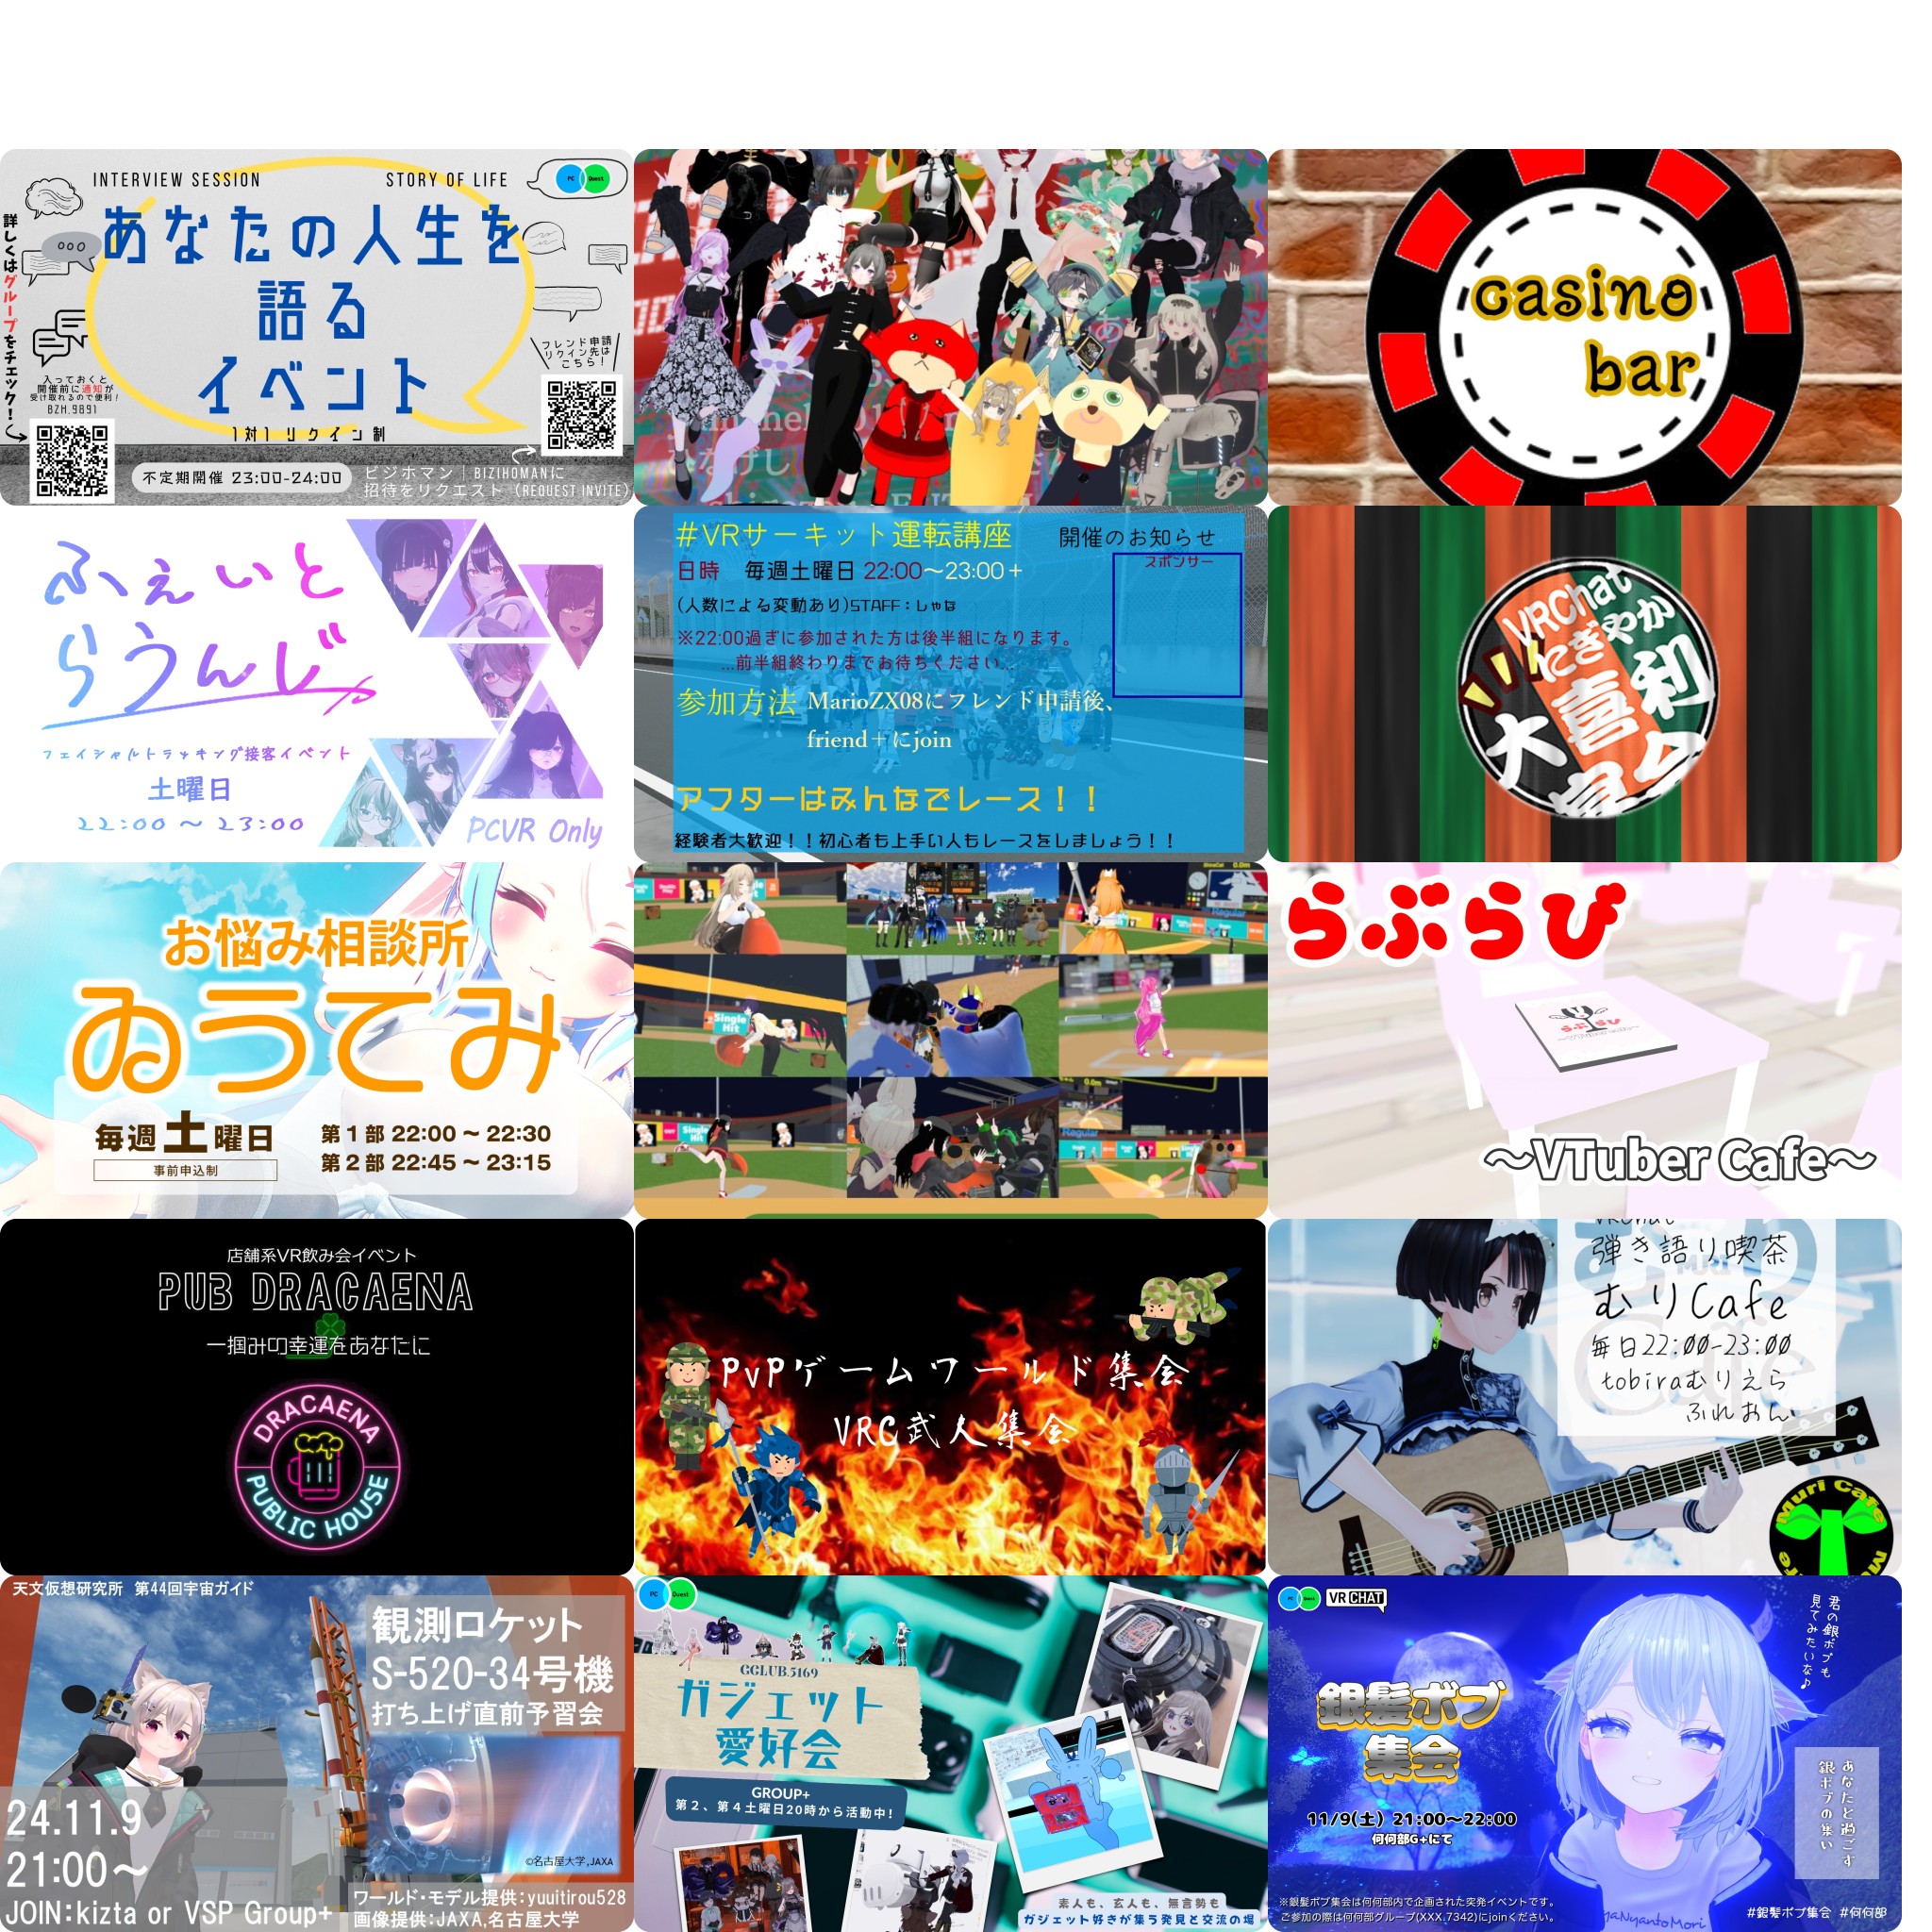 INTERVIEW SESSION
STORY OF LIFE
PC
Quest
あなたの人生を
語る
イベント
1対1 リクイン制
詳しくはグループをチェック!
入っておくと
開催前に通知が
受け取れるので便利!
BZH.9891
フレンド申請
リクイン先は
こちら!
不定期開催 23:00-24:00
ビジホマン|BIZIHOMANに
招待をリクエスト (REQUEST INVITE)
casino
bar
ふぇいと
らうんじ
フェイシャルトラッキング接客イベント
土曜日
22:00 ~ 23:00
PCVR Only
#VRサーキット運転講座
開催のお知らせ
日時 毎週土曜日 22:00~23:00+
スポンサー
(人数による変動あり)STAFF:しゃな
※22:00過ぎに参加された方は後半組になります。
...前半組終わりまでお待ちください...
参加方法 MarioZX08にフレンド申請後、
friend+にjoin
アフターはみんなでレース!!
経験者大歓迎!!初心者も上手い人もレースをしましょう!!
VRChat
にぎやか
大喜利
お悩み相談所
ゐうてみ
毎週土曜日
事前申込制
第1部 22:00 ~ 22:30
第2部 22:45 ~ 23:15
Single
Hit
Single
Hit
Regular
らぶらび
らぶらび
~VTuber Cafe~
店舗系VR飲み会イベント
PUB DRACAENA
一掴みの幸運をあなたに
DRACAENA
PUBLIC HOUSE
PvPゲームワールド集会
VRC武人集会
VRChat
弾き語り喫茶
むりCafe
毎日22:00-23:00
tobiraむりえら
ふれおん
Muri Cafe
天文仮想研究所 第44回宇宙ガイド
観測ロケット
S-520-34号機
打ち上げ直前予習会
24.11.9
21:00~
JOIN:kizta or VSP Group+
©名古屋大学,JAXA
ワールド・モデル提供:yuuitirou528
画像提供:JAXA,名古屋大学
PC
Quest
GCLUB.5169
ガジェット
愛好会
GROUP+
第2、第4土曜日20時から活動中!
素人も、玄人も、無言勢も
ガジェット好きが集う発見と交流の場
PC
Quest
VRCHAT
君の銀ボブも
見てみたいな♪
銀髪ボブ
集会
11/9(土) 21:00~22:00
何何部G+にて
あなたと過ごす
銀ボブの集い
※銀髪ボブ集会は何何部内で企画された突発イベントです。
ご参加の際は何何部グループ(XXX.7342)にjoinください。
#銀髪ボブ集会 #何何部